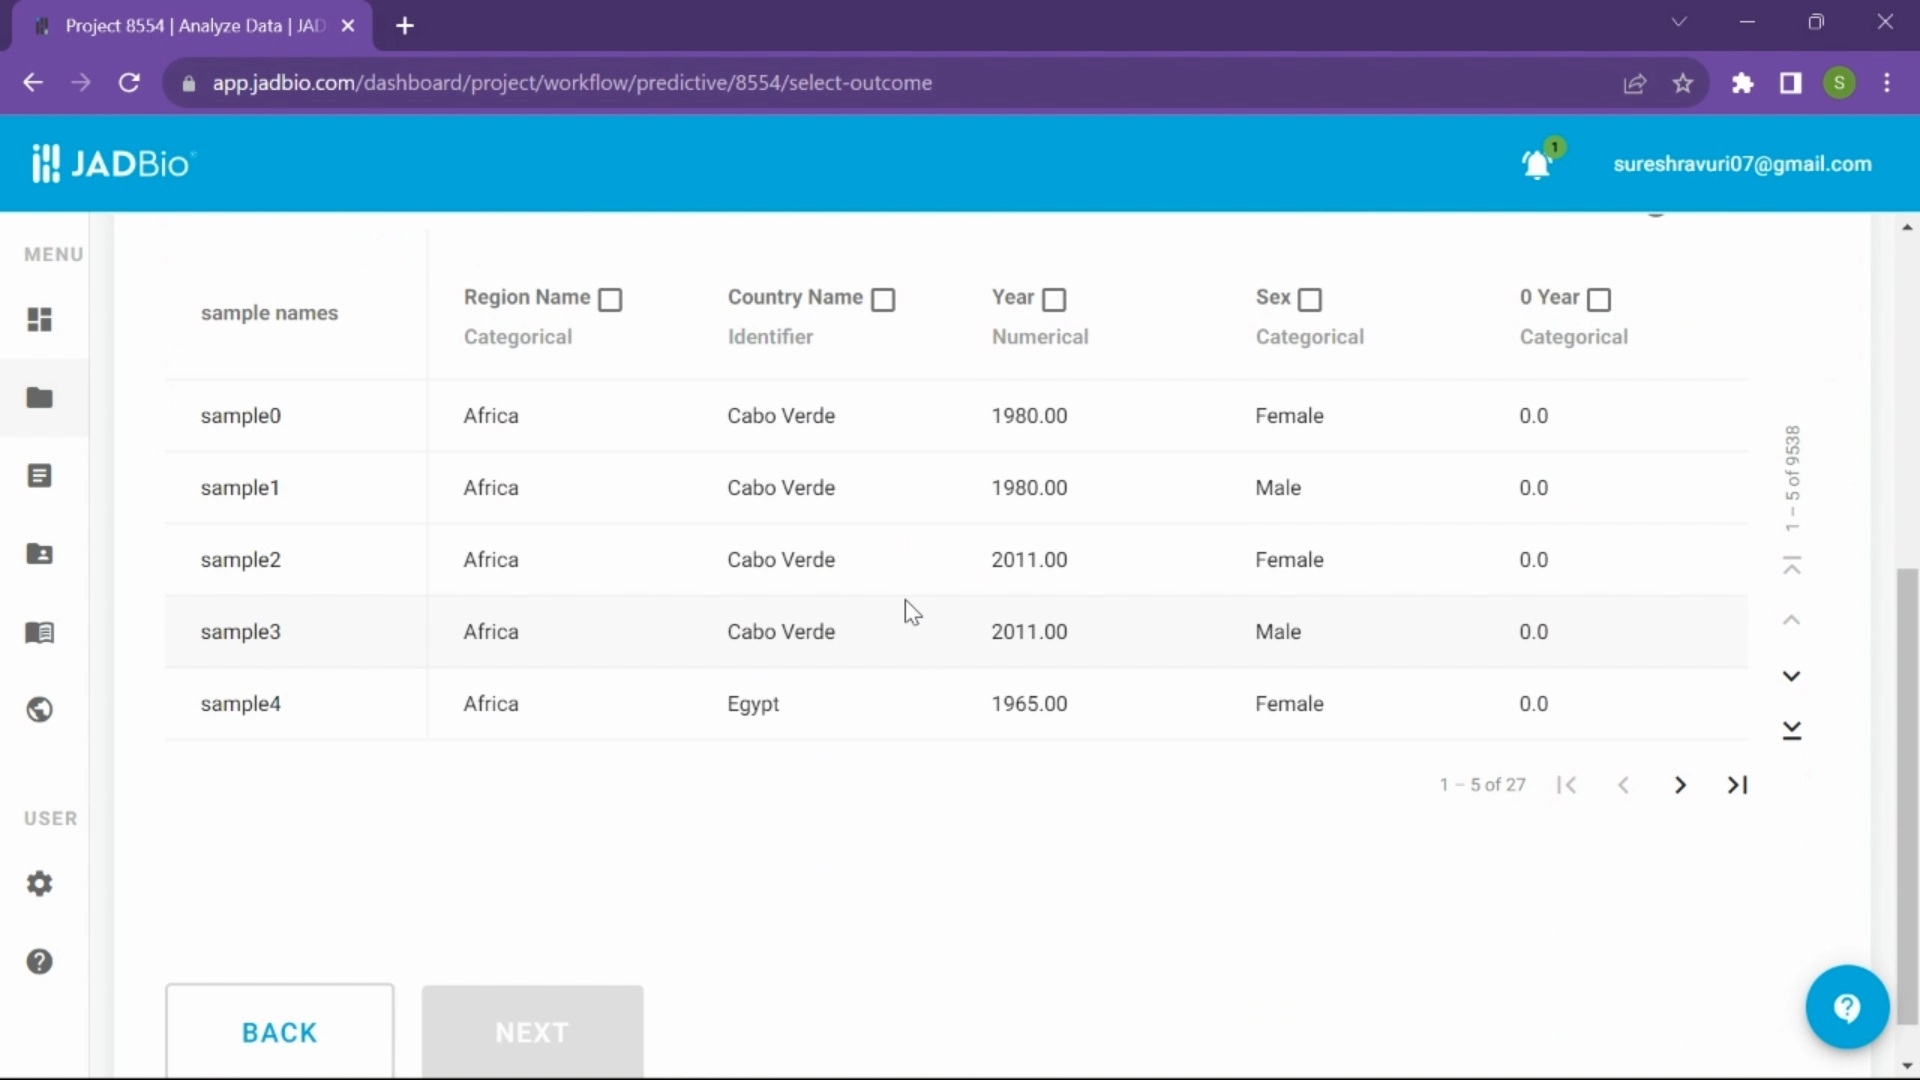 Project 8554 | Analyze Data | JAD
app.jadbio.com/dashboard/project/workflow/predictive/8554/select-outcome
S
JADBio
1
sureshravuri07@gmail.com
MENU
sample names
Region Name
Country Name
Year
Sex
0 Year
Categorical
Identifier
Numerical
Categorical
Categorical
sample0 Africa Cabo Verde 1980.00 Female 0.0
sample1 Africa Cabo Verde 1980.00 Male 0.0
sample2 Africa Cabo Verde 2011.00 Female 0.0
sample3 Africa Cabo Verde 2011.00 Male 0.0
sample4 Africa Egypt 1965.00 Female 0.0
1 – 5 of 9538
1 – 5 of 27
USER
BACK
NEXT